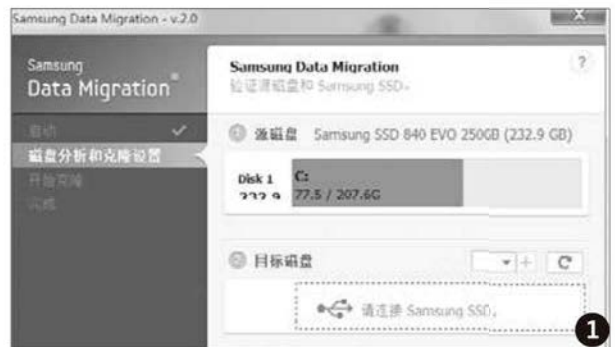 Samsung Data Migration - v.2.0
Samsung
Data Migration
Samsung Data Migration
验证源磁盘和 Samsung SSD。
?
启动
磁盘分析和克隆设置
开始克隆
完成
源磁盘 Samsung SSD 840 EVO 250GB (232.9 GB)
Disk 1
232.9
C:
77.5 / 207.6G
目标磁盘
请连接 Samsung SSD。
1